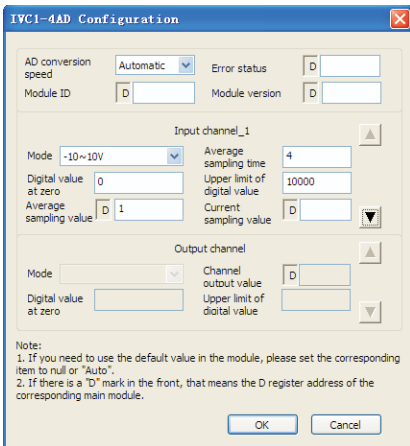 IVC1-4AD Configuration
AD conversion speed Automatic Error status D
Module ID D Module version D
Input channel_1
Mode -10~10V Average sampling time 4
Digital value at zero 0 Upper limit of digital value 10000
Average sampling value D 1 Current sampling value D
Output channel
Mode Channel output value D
Digital value at zero Upper limit of digital value
Note:
1. If you need to use the default value in the module, please set the corresponding
item to null or "Auto".
2. If there is a "D" mark in the front, that means the D register address of the
corresponding main module.
OK Cancel